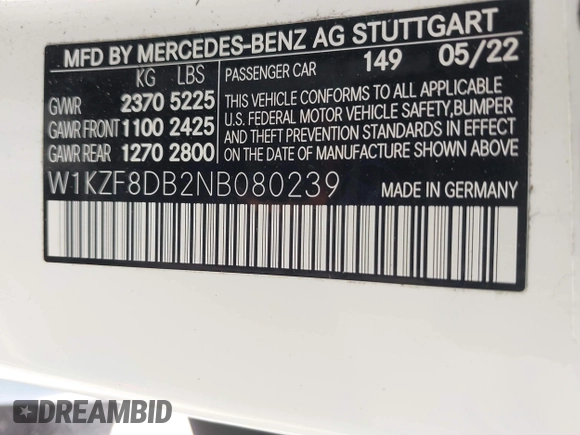 MFD BY MERCEDES-BENZ AG STUTTGART
KG LBS PASSENGER CAR 149 05/22
GVWR 2370 5225
GAWR FRONT 1100 2425
GAWR REAR 1270 2800
THIS VEHICLE CONFORMS TO ALL APPLICABLE
U.S. FEDERAL MOTOR VEHICLE SAFETY, BUMPER
AND THEFT PREVENTION STANDARDS IN EFFECT
ON THE DATE OF MANUFACTURE SHOWN ABOVE
W1KZF8DB2NB080239 MADE IN GERMANY
DREAMBID